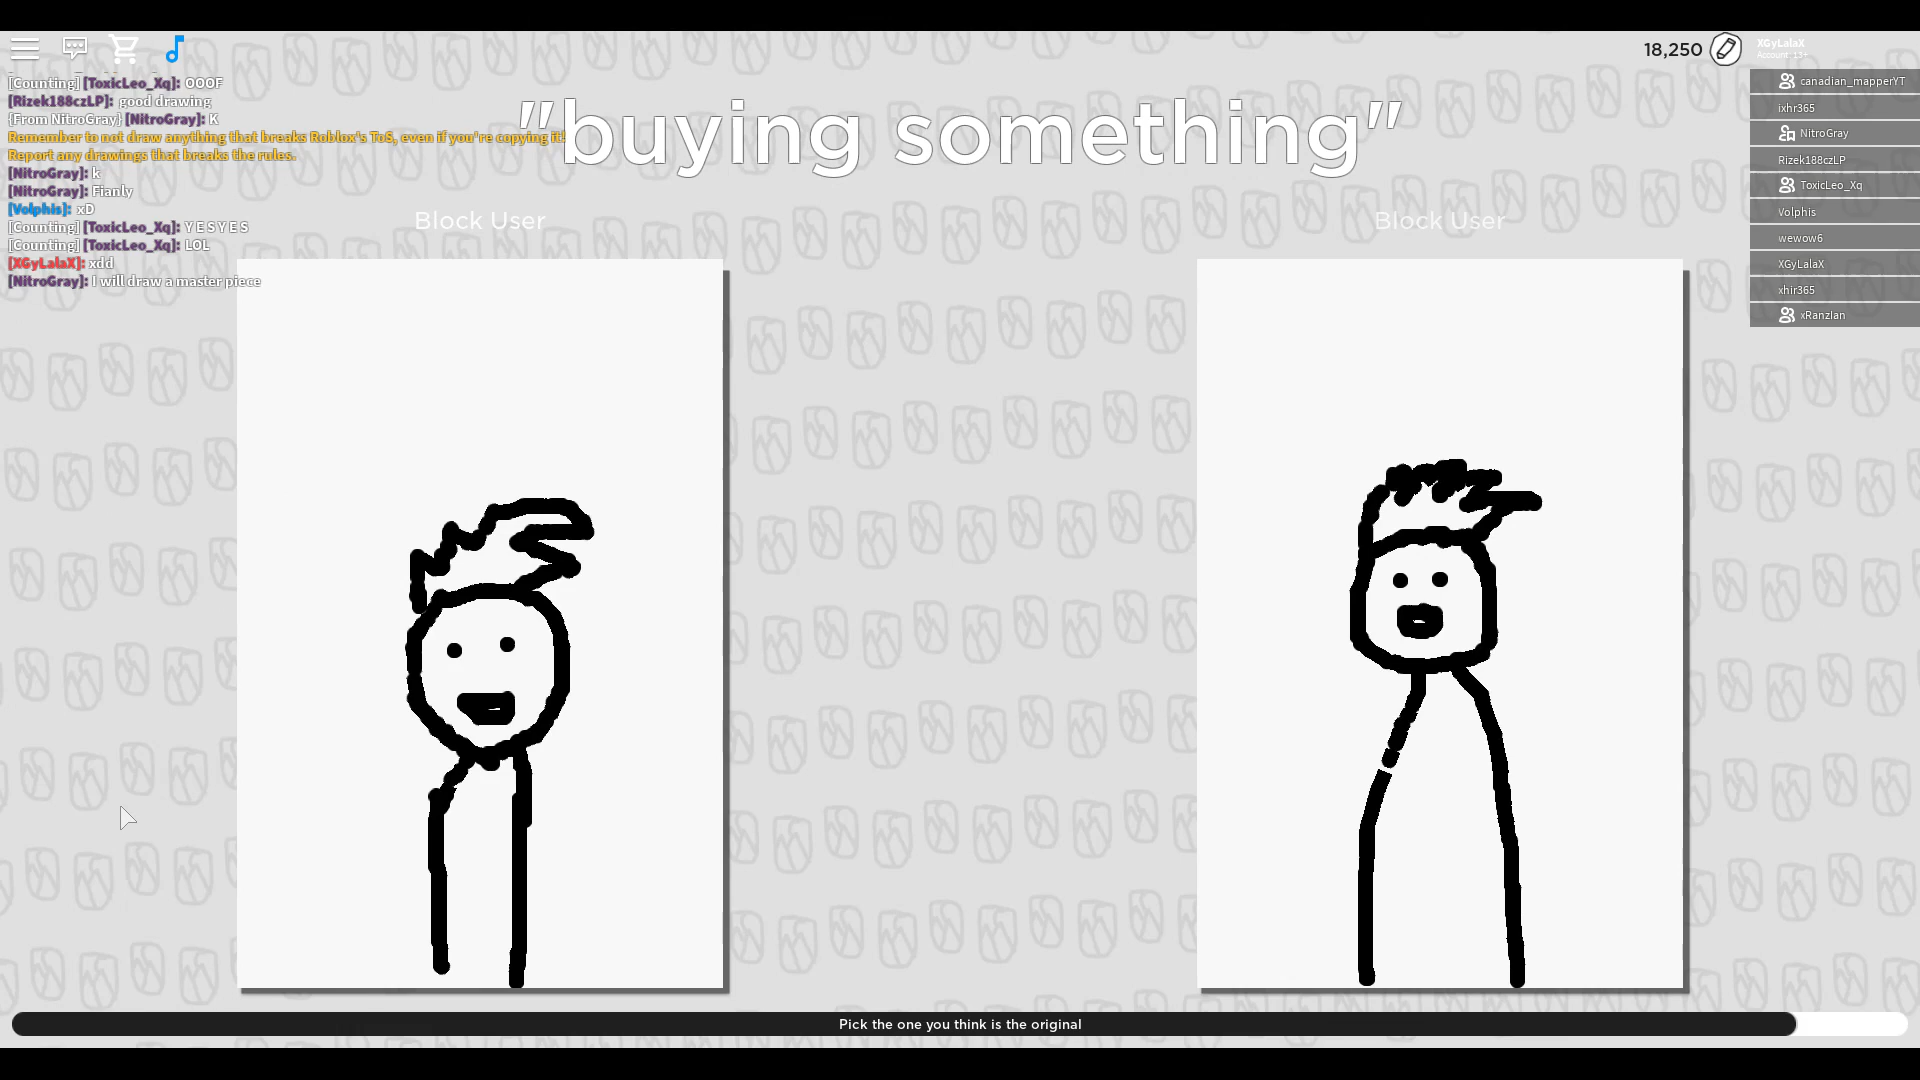 [Counting] [ToxicLeo_Xq]: OOOF
[Rizek188czLP]: good drawing
{From NitroGray} [NitroGray]: K
Remember to not draw anything that breaks Roblox's ToS, even if you're copying it!
Report any drawings that breaks the rules.
[NitroGray]: k
[NitroGray]: Fianly
[Volphis]: xD
[Counting] [ToxicLeo_Xq]: Y E S Y E S
[Counting] [ToxicLeo_Xq]: LOL
[XGyLalaX]: xdd
[NitroGray]: I will draw a master piece
"buying something"
Block User
Block User
18,250
XGyLalaX
Account: 13+
canadian_mapperYT
ixhr365
NitroGray
Rizek188czLP
ToxicLeo_Xq
Volphis
wewow6
XGyLalaX
xhir365
xRanzIan
Pick the one you think is the original